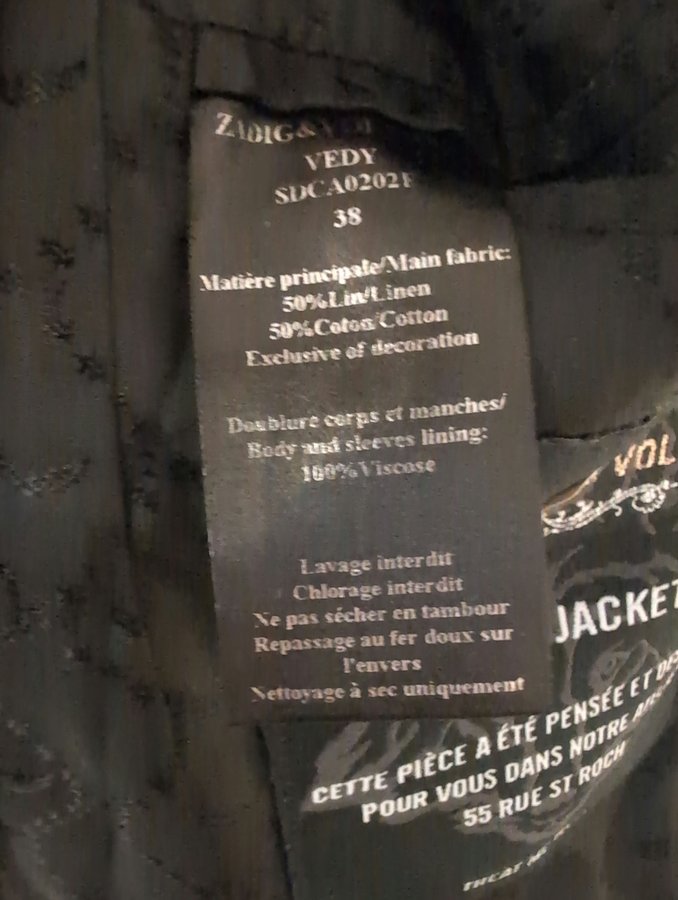 ZADIG&
VEDY
SDCA0202F
38
Matière principale/Main fabric:
50%Lin/Linen
50%Coton/Cotton
Exclusive of decoration
Doublure corps et manches/
Body and sleeves lining:
100%Viscose
Lavage interdit
Chlorage interdit
Ne pas sécher en tambour
Repassage au fer doux sur
l'envers
Nettoyage à sec uniquement
VOL
JACKET
CETTE PIÈCE A ÉTÉ PENSÉE ET
POUR VOUS DANS NOTRE
55 RUE ST ROCH